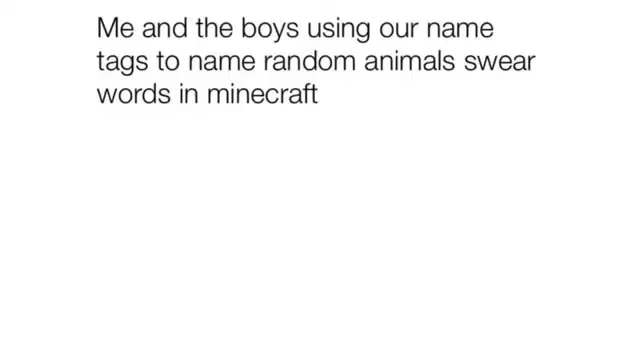 Me and the boys using our name
tags to name random animals swear
words in minecraft